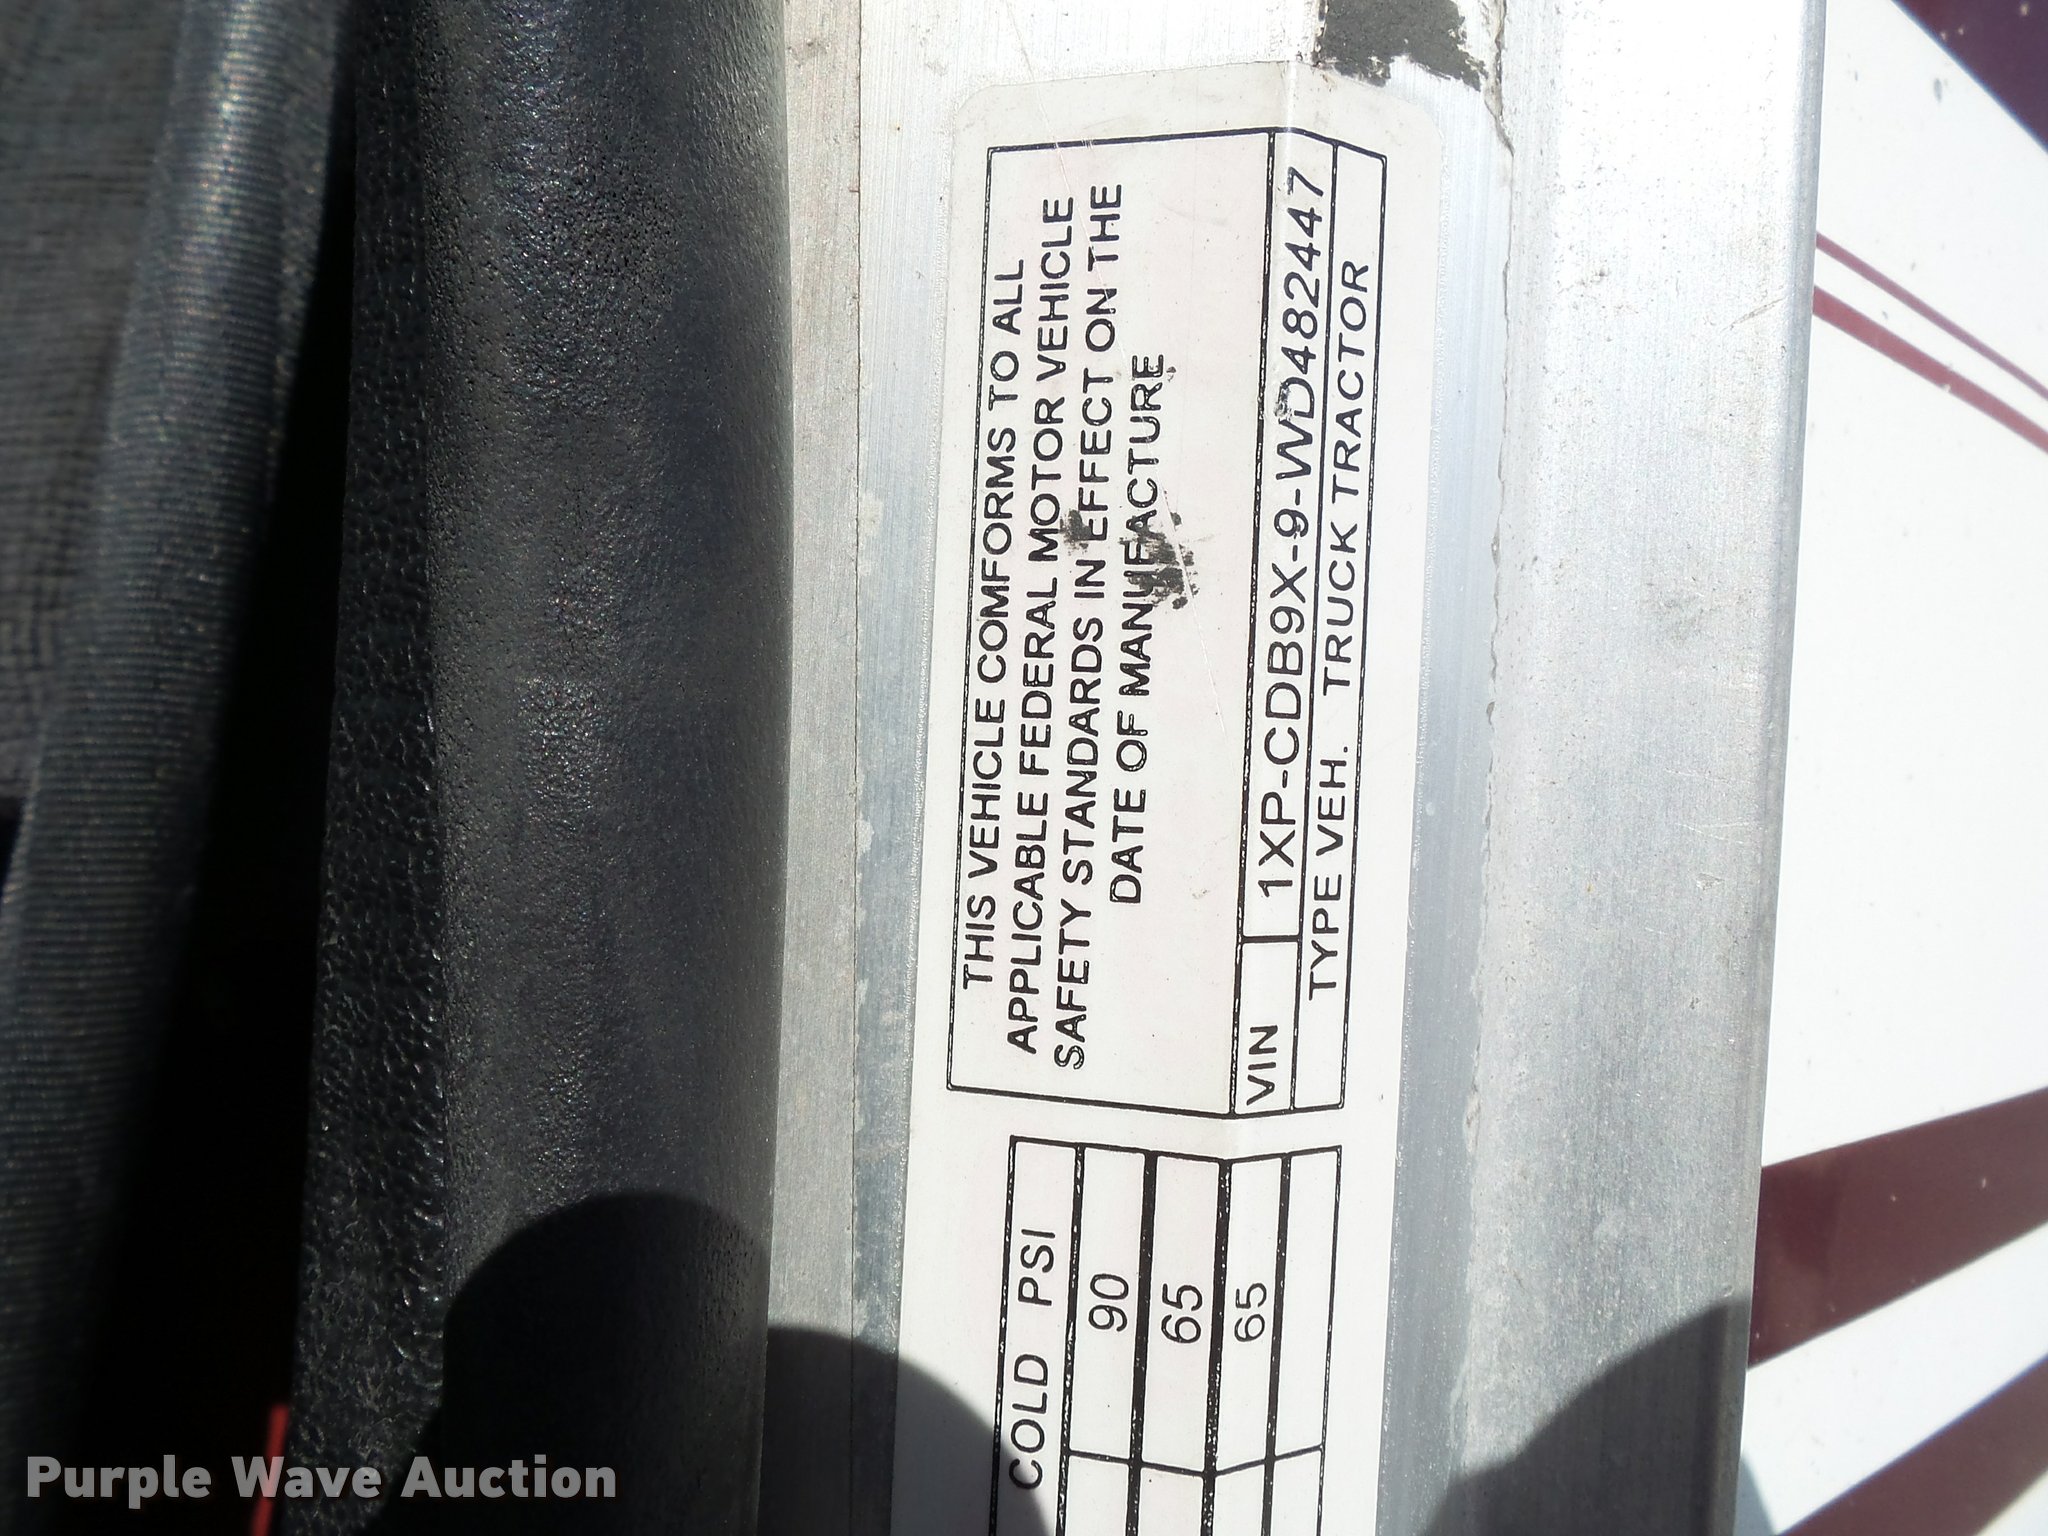 THIS VEHICLE COMFORMS TO ALL
APPLICABLE FEDERAL MOTOR VEHICLE
SAFETY STANDARDS IN EFFECT ON THE
DATE OF MANUFACTURE
VIN 1XP-CDB9X-9-WD482447
TYPE VEH. TRUCK TRACTOR
COLD PSI
90
65
65
Purple Wave Auction